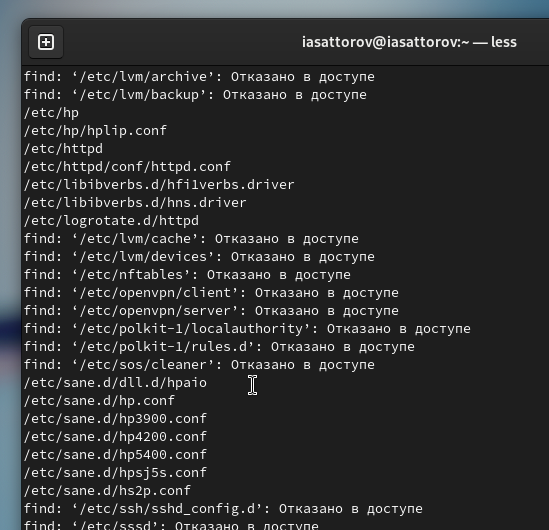 iasattorov@iasattorov:~ — less
find: ‘/etc/lvm/archive’: Отказано в доступе
find: ‘/etc/lvm/backup’: Отказано в доступе
/etc/hp
/etc/hp/hplip.conf
/etc/httpd
/etc/httpd/conf/httpd.conf
/etc/libibverbs.d/hfi1verbs.driver
/etc/libibverbs.d/hns.driver
/etc/logrotate.d/httpd
find: ‘/etc/lvm/cache’: Отказано в доступе
find: ‘/etc/lvm/devices’: Отказано в доступе
find: ‘/etc/nftables’: Отказано в доступе
find: ‘/etc/openvpn/client’: Отказано в доступе
find: ‘/etc/openvpn/server’: Отказано в доступе
find: ‘/etc/polkit-1/localauthority’: Отказано в доступе
find: ‘/etc/polkit-1/rules.d’: Отказано в доступе
find: ‘/etc/sos/cleaner’: Отказано в доступе
/etc/sane.d/dll.d/hpaio
/etc/sane.d/hp.conf
/etc/sane.d/hp3900.conf
/etc/sane.d/hp4200.conf
/etc/sane.d/hp5400.conf
/etc/sane.d/hpsj5s.conf
/etc/sane.d/hs2p.conf
find: ‘/etc/ssh/sshd_config.d’: Отказано в доступе
find: ‘/etc/sssd’: Отказано в доступе